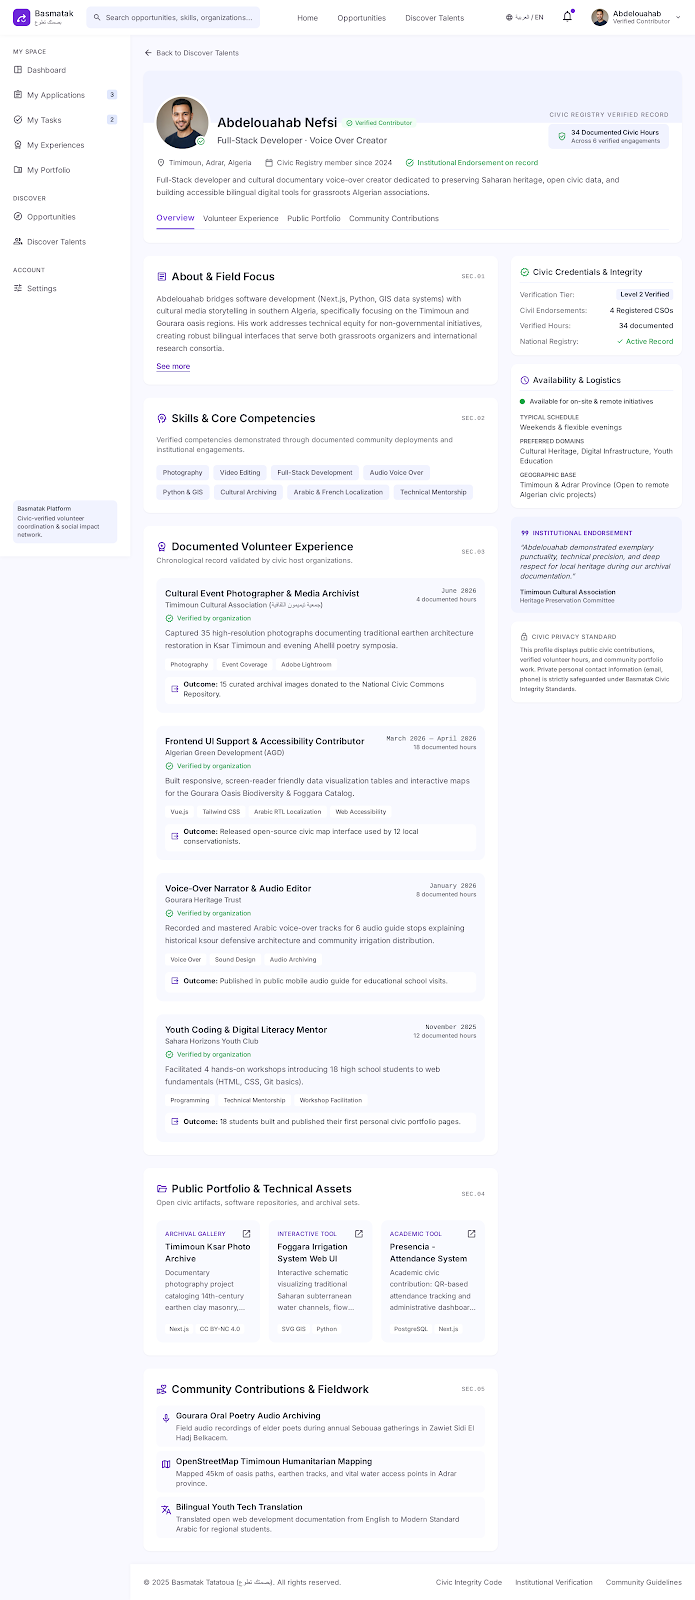 Basmatak
بصمتك تطوع
Search opportunities, skills, organizations...
Home
Opportunities
Discover Talents
العربية / EN
Abdelouahab
Verified Contributor
MY SPACE
Dashboard
My Applications
3
My Tasks
2
My Experiences
My Portfolio
DISCOVER
Opportunities
Discover Talents
ACCOUNT
Settings
Basmatak Platform
Civic-verified volunteer
coordination & social impact
network.
Back to Discover Talents
Abdelouahab Nefsi
Verified Contributor
Full-Stack Developer · Voice Over Creator
CIVIC REGISTRY VERIFIED RECORD
34 Documented Civic Hours
Across 6 verified engagements
Timimoun, Adrar, Algeria
Civic Registry member since 2024
Institutional Endorsement on record
Full-Stack developer and cultural documentary voice-over creator dedicated to preserving Saharan heritage, open civic data, and
building accessible bilingual digital tools for grassroots Algerian associations.
Overview
Volunteer Experience
Public Portfolio
Community Contributions
About & Field Focus
SEC.01
Abdelouahab bridges software development (Next.js, Python, GIS data systems) with
cultural media storytelling in southern Algeria, specifically focusing on the Timimoun and
Gourara oasis regions. His work addresses technical equity for non-governmental initiatives,
creating robust bilingual interfaces that serve both grassroots organizers and international
research consortia.
See more
Skills & Core Competencies
SEC.02
Verified competencies demonstrated through documented community deployments and
institutional engagements.
Photography
Video Editing
Full-Stack Development
Audio Voice Over
Python & GIS
Cultural Archiving
Arabic & French Localization
Technical Mentorship
Documented Volunteer Experience
SEC.03
Chronological record validated by civic host organizations.
Cultural Event Photographer & Media Archivist
June 2026
Timimoun Cultural Association (جمعية تيميمون الثقافية)
4 documented hours
Verified by organization
Captured 35 high-resolution photographs documenting traditional earthen architecture
restoration in Ksar Timimoun and evening Ahellil poetry symposia.
Photography
Event Coverage
Adobe Lightroom
Outcome: 15 curated archival images donated to the National Civic Commons
Repository.
Frontend UI Support & Accessibility Contributor
March 2026 — April 2026
Algerian Green Development (AGD)
18 documented hours
Verified by organization
Built responsive, screen-reader friendly data visualization tables and interactive maps
for the Gourara Oasis Biodiversity & Foggara Catalog.
Vue.js
Tailwind CSS
Arabic RTL Localization
Web Accessibility
Outcome: Released open-source civic map interface used by 12 local
conservationists.
Voice-Over Narrator & Audio Editor
January 2026
Gourara Heritage Trust
8 documented hours
Verified by organization
Recorded and mastered Arabic voice-over tracks for 6 audio guide stops explaining
historical ksour defensive architecture and community irrigation distribution.
Voice Over
Sound Design
Audio Archiving
Outcome: Published in public mobile audio guide for educational school visits.
Youth Coding & Digital Literacy Mentor
November 2025
Sahara Horizons Youth Club
12 documented hours
Verified by organization
Facilitated 4 hands-on workshops introducing 18 high school students to web
fundamentals (HTML, CSS, Git basics).
Programming
Technical Mentorship
Workshop Facilitation
Outcome: 18 students built and published their first personal civic portfolio pages.
Public Portfolio & Technical Assets
SEC.04
Open civic artifacts, software repositories, and archival sets.
ARCHIVAL GALLERY
Timimoun Ksar Photo
Archive
Documentary
photography project
cataloging 14th-century
earthen clay masonry,...
Next.js
CC BY-NC 4.0
INTERACTIVE TOOL
Foggara Irrigation
System Web UI
Interactive schematic
visualizing traditional
Saharan subterranean
water channels, flow...
SVG GIS
Python
ACADEMIC TOOL
Presencia -
Attendance System
Academic civic
contribution: QR-based
attendance tracking and
administrative dashboar...
PostgreSQL
Next.js
Community Contributions & Fieldwork
SEC.05
Gourara Oral Poetry Audio Archiving
Field audio recordings of elder poets during annual Sebouaa gatherings in Zawiet Sidi El
Hadj Belkacem.
OpenStreetMap Timimoun Humanitarian Mapping
Mapped 45km of oasis paths, earthen tracks, and vital water access points in Adrar
province.
Bilingual Youth Tech Translation
Translated open web development documentation from English to Modern Standard
Arabic for regional students.
Civic Credentials & Integrity
Verification Tier:
Level 2 Verified
Civil Endorsements:
4 Registered CSOs
Verified Hours:
34 documented
National Registry:
✓ Active Record
Availability & Logistics
Available for on-site & remote initiatives
TYPICAL SCHEDULE
Weekends & flexible evenings
PREFERRED DOMAINS
Cultural Heritage, Digital Infrastructure, Youth
Education
GEOGRAPHIC BASE
Timimoun & Adrar Province (Open to remote
Algerian civic projects)
INSTITUTIONAL ENDORSEMENT
"Abdelouahab demonstrated exemplary
punctuality, technical precision, and deep
respect for local heritage during our archival
documentation."
Timimoun Cultural Association
Heritage Preservation Committee
CIVIC PRIVACY STANDARD
This profile displays public civic contributions,
verified volunteer hours, and community portfolio
work. Private personal contact information (email,
phone) is strictly safeguarded under Basmatak Civic
Integrity Standards.
© 2025 Basmatak Tatatoua (بصمتك تطوع). All rights reserved.
Civic Integrity Code
Institutional Verification
Community Guidelines